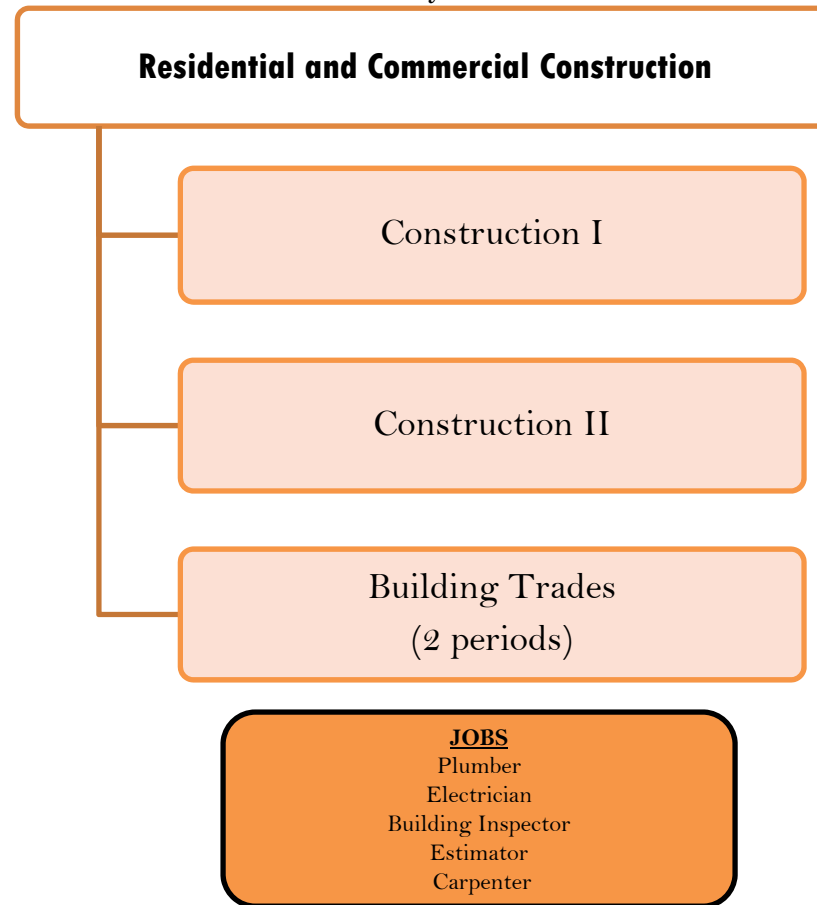 Residential and Commercial Construction
Construction I
Construction II
Building Trades
(2 periods)
JOBS
Plumber
Electrician
Building Inspector
Estimator
Carpenter